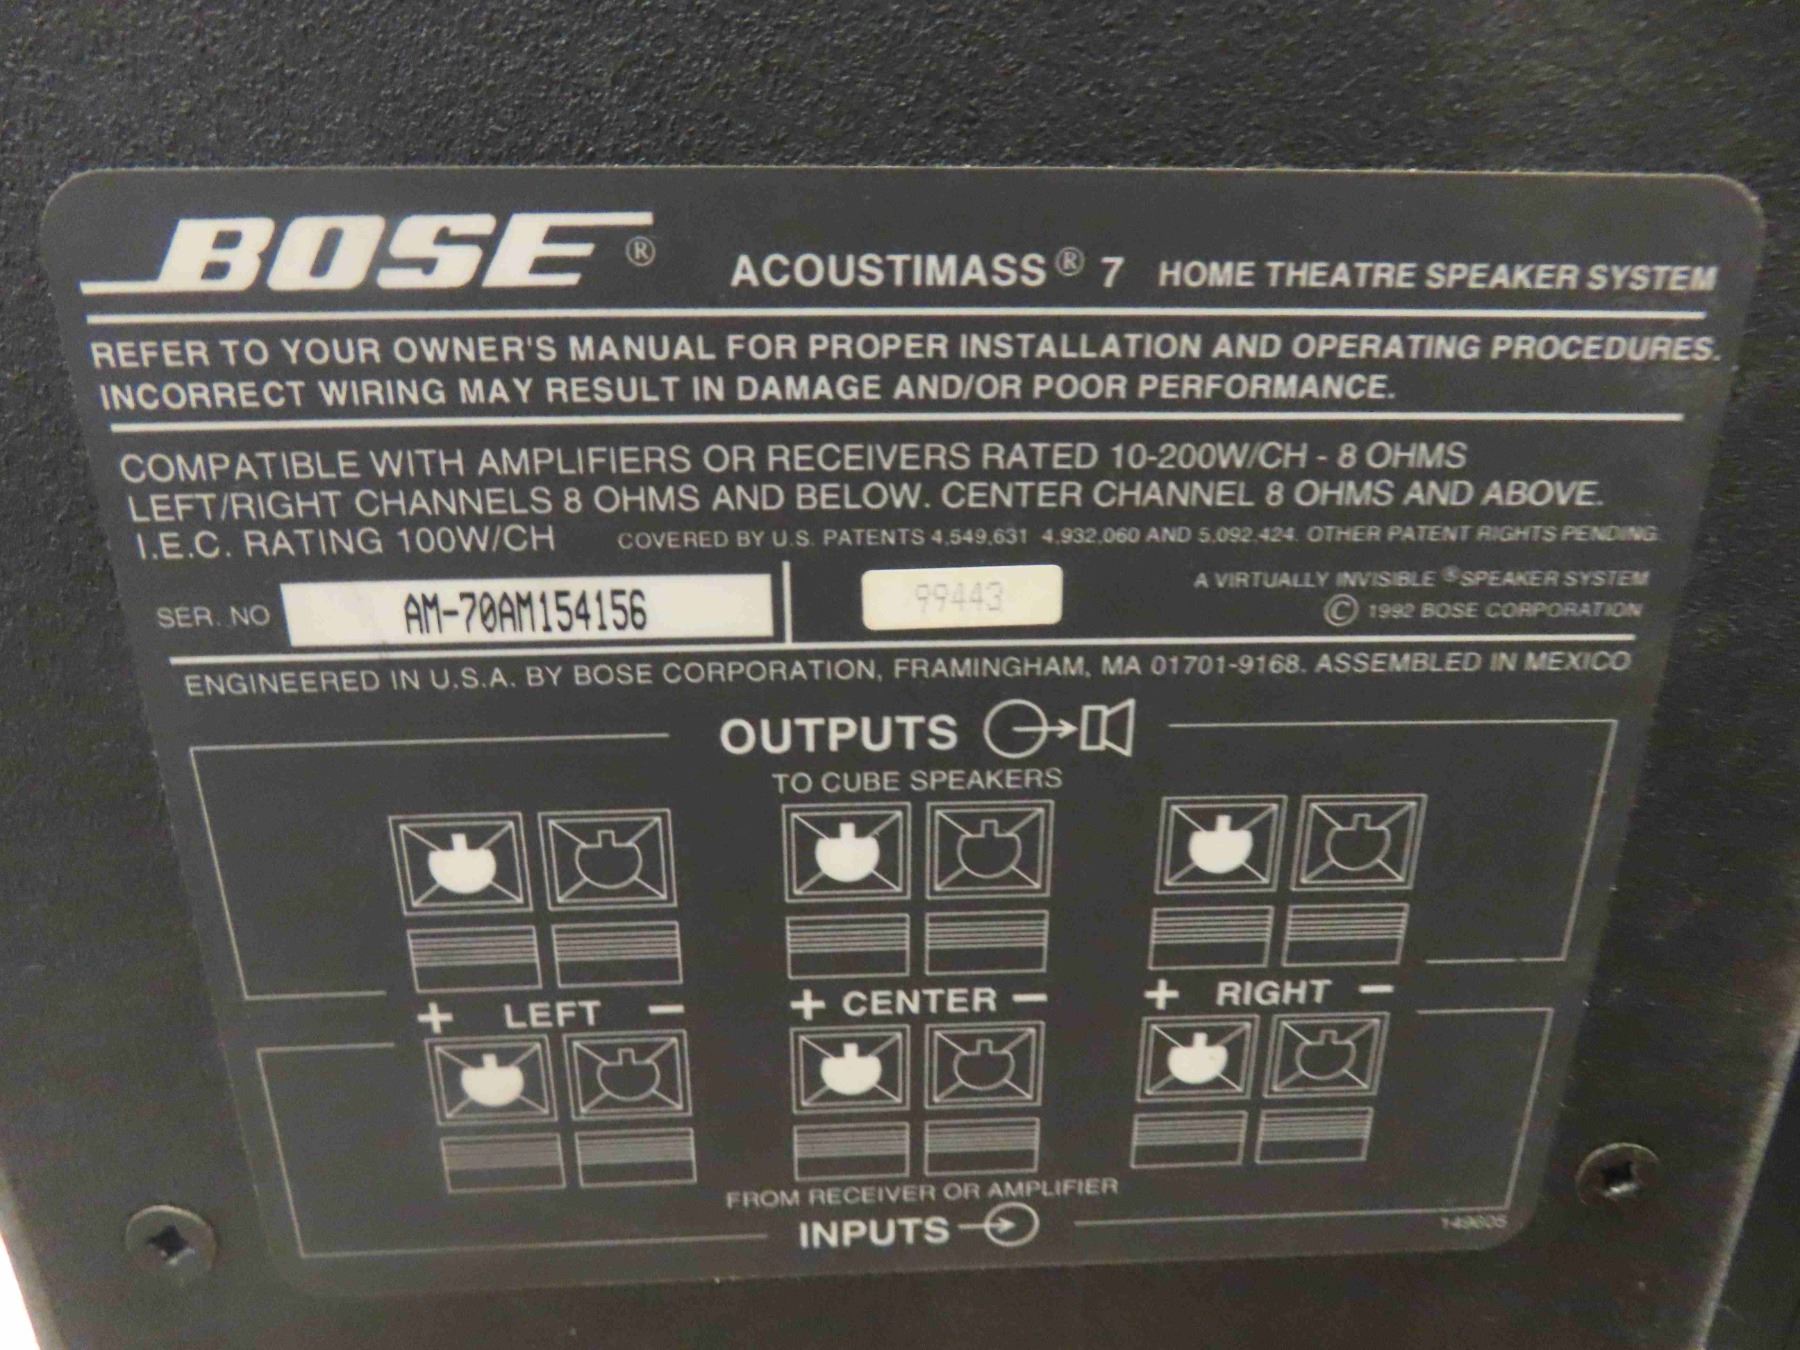 BOSE® ACOUSTIMASS® 7 HOME THEATRE SPEAKER SYSTEM
REFER TO YOUR OWNER'S MANUAL FOR PROPER INSTALLATION AND OPERATING PROCEDURES.
INCORRECT WIRING MAY RESULT IN DAMAGE AND/OR POOR PERFORMANCE.
COMPATIBLE WITH AMPLIFIERS OR RECEIVERS RATED 10-200W/CH - 8 OHMS
LEFT/RIGHT CHANNELS 8 OHMS AND BELOW. CENTER CHANNEL 8 OHMS AND ABOVE.
I.E.C. RATING 100W/CH COVERED BY U.S. PATENTS 4,549,631 4,932,060 AND 5,092,424. OTHER PATENT RIGHTS PENDING.
SER. NO AM-70AM154156 99443
A VIRTUALLY INVISIBLE ® SPEAKER SYSTEM
© 1992 BOSE CORPORATION
ENGINEERED IN U.S.A. BY BOSE CORPORATION, FRAMINGHAM, MA 01701-9168. ASSEMBLED IN MEXICO
OUTPUTS
TO CUBE SPEAKERS
+ LEFT − + CENTER − + RIGHT −
FROM RECEIVER OR AMPLIFIER
INPUTS
149605